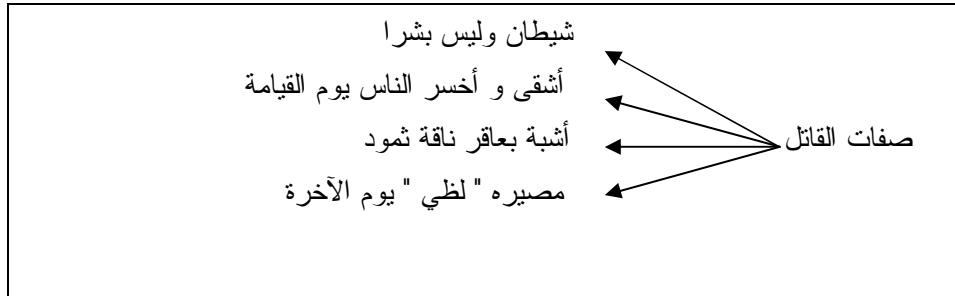 شيطان وليس بشرا
أشقى و أخسر الناس يوم القيامة
صفات القاتل
أشبة بعاقر ناقة ثمود
مصيره " لظي " يوم الآخرة